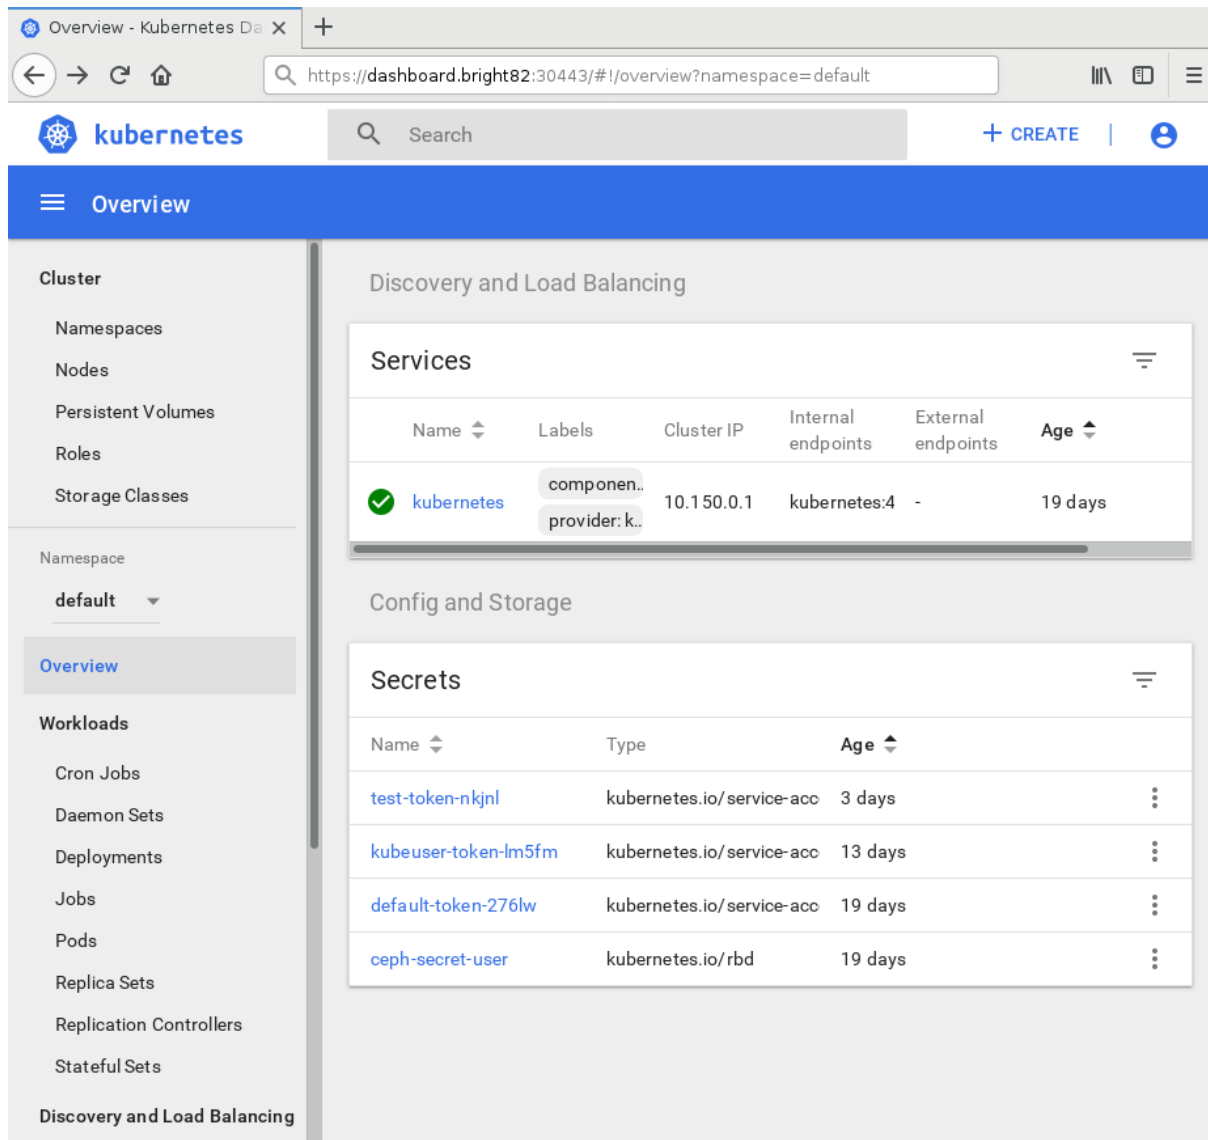 Overview - Kubernetes Da
https://dashboard.bright82:30443/#!/overview?namespace=default
kubernetes
Search
+ CREATE
Overview
Cluster
Namespaces
Nodes
Persistent Volumes
Roles
Storage Classes
Namespace
default
Overview
Workloads
Cron Jobs
Daemon Sets
Deployments
Jobs
Pods
Replica Sets
Replication Controllers
Stateful Sets
Discovery and Load Balancing
Discovery and Load Balancing
Services
Name Labels Cluster IP Internal endpoints External endpoints Age
kubernetes componen.. provider: k.. 10.150.0.1 kubernetes:4 - 19 days
Config and Storage
Secrets
Name Type Age
test-token-nkjnl kubernetes.io/service-acc 3 days
kubeuser-token-lm5fm kubernetes.io/service-acc 13 days
default-token-276lw kubernetes.io/service-acc 19 days
ceph-secret-user kubernetes.io/rbd 19 days